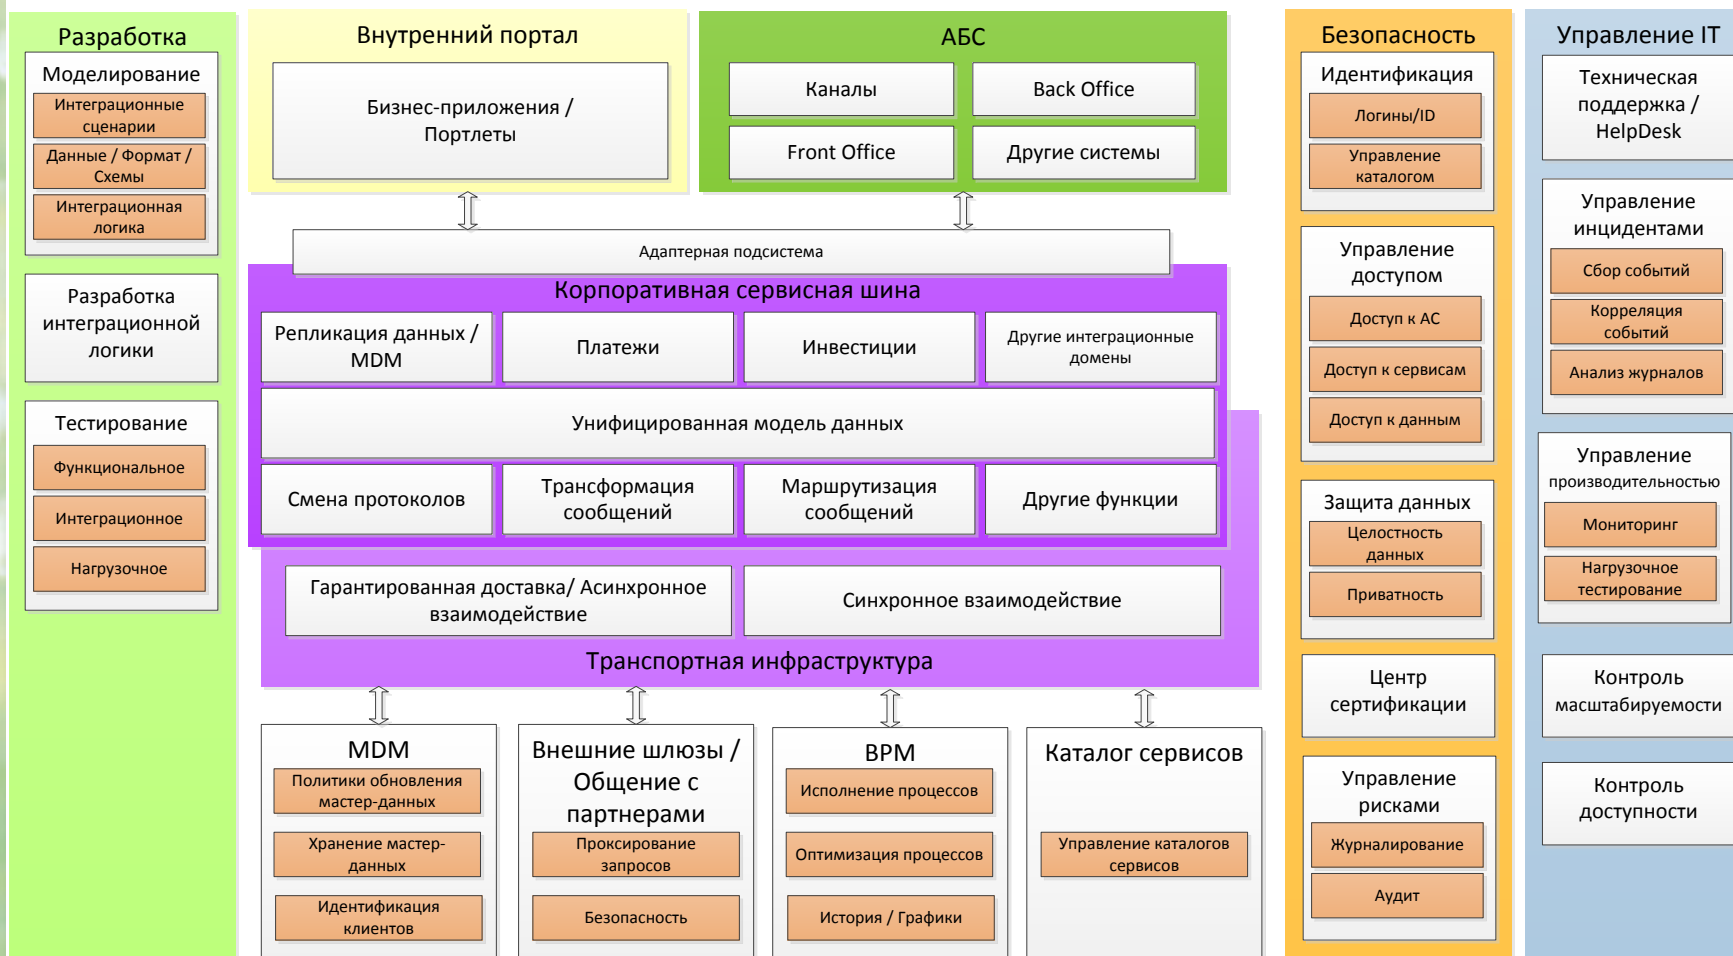 Разработка
Моделирование
Интеграционные
сценарии
Данные / Формат /
Схемы
Интеграционная
логика
Разработка
интеграционной
логики
Тестирование
Функциональное
Интеграционное
Нагрузочное
Внутренний портал
Бизнес-приложения /
Портлеты
АБС
Каналы
Back Office
Front Office
Другие системы
Адаптерная подсистема
Корпоративная сервисная шина
Репликация данных /
MDM
Платежи
Инвестиции
Другие интеграционные
домены
Унифицированная модель данных
Смена протоколов
Трансформация
сообщений
Маршрутизация
сообщений
Другие функции
Гарантированная доставка/ Асинхронное
взаимодействие
Синхронное взаимодействие
Транспортная инфраструктура
MDM
Политики обновления
мастер-данных
Хранение мастер-
данных
Идентификация
клиентов
Внешние шлюзы /
Общение с
партнерами
Проксирование
запросов
Безопасность
BPM
Исполнение процессов
Оптимизация процессов
История / Графики
Каталог сервисов
Управление каталогов
сервисов
Безопасность
Идентификация
Логины/ID
Управление
каталогом
Управление
доступом
Доступ к АС
Доступ к сервисам
Доступ к данным
Защита данных
Целостность
данных
Приватность
Центр
сертификации
Управление
рисками
Журналирование
Аудит
Управление IT
Техническая
поддержка /
HelpDesk
Управление
инцидентами
Сбор событий
Корреляция
событий
Анализ журналов
Управление
производительностью
Мониторинг
Нагрузочное
тестирование
Контроль
масштабируемости
Контроль
доступности